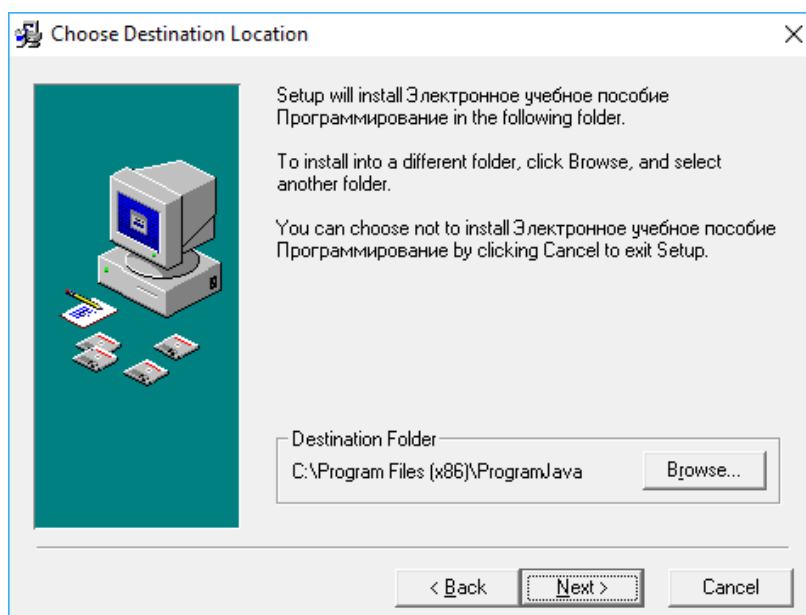 Choose Destination Location
Setup will install Электронное учебное пособие
Программирование in the following folder.
To install into a different folder, click Browse, and select
another folder.
You can choose not to install Электронное учебное пособие
Программирование by clicking Cancel to exit Setup.
Destination Folder
C:\Program Files (x86)\ProgramJava
Browse...
< Back
Next >
Cancel